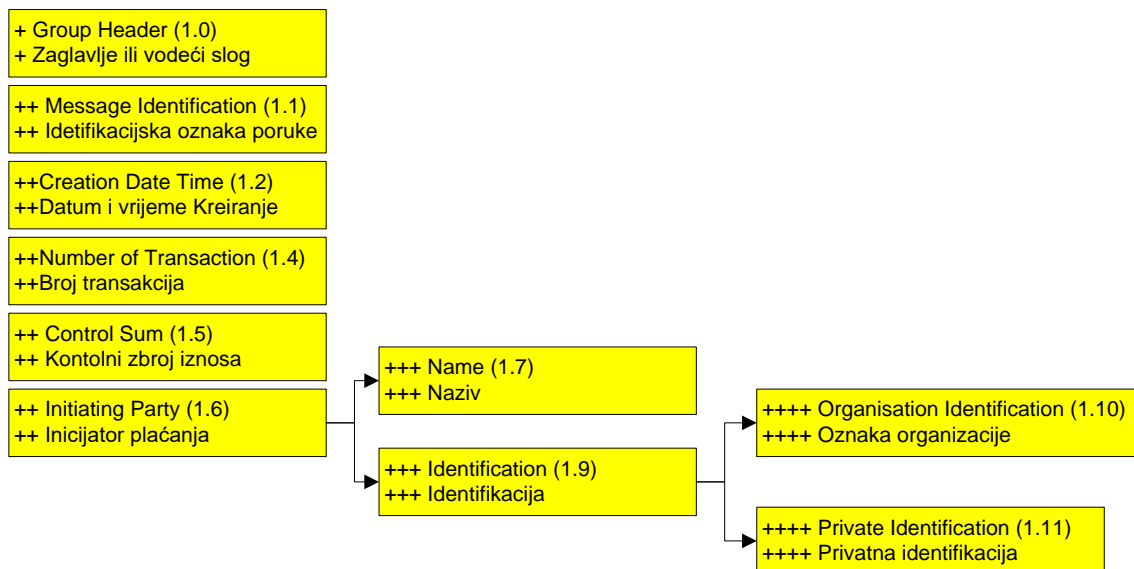 + Group Header (1.0)
+ Zaglavlje ili vodeći slog
++ Message Identification (1.1)
++ Idetifikacijska oznaka poruke
++Creation Date Time (1.2)
++Datum i vrijeme Kreiranje
++Number of Transaction (1.4)
++Broj transakcija
++ Control Sum (1.5)
++ Kontolni zbroj iznosa
++ Initiating Party (1.6)
++ Inicijator plaćanja
+++ Name (1.7)
+++ Naziv
+++ Identification (1.9)
+++ Identifikacija
++++ Organisation Identification (1.10)
++++ Oznaka organizacije
++++ Private Identification (1.11)
++++ Privatna identifikacija